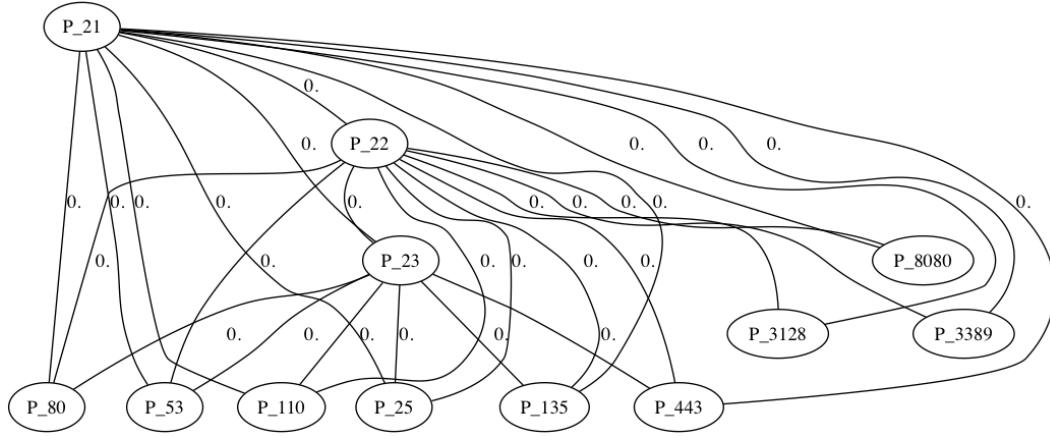 P_21
0.
P_22
0. 0. 0. 0.
0. 0. 0. 0. 0. 0. 0. 0. 0. 0.
P_23
0. 0. 0. 0. 0. 0.
P_8080
0. 0. 0. 0. 0. 0.
P_3128
P_3389
P_80
P_53
P_110
P_25
P_135
P_443